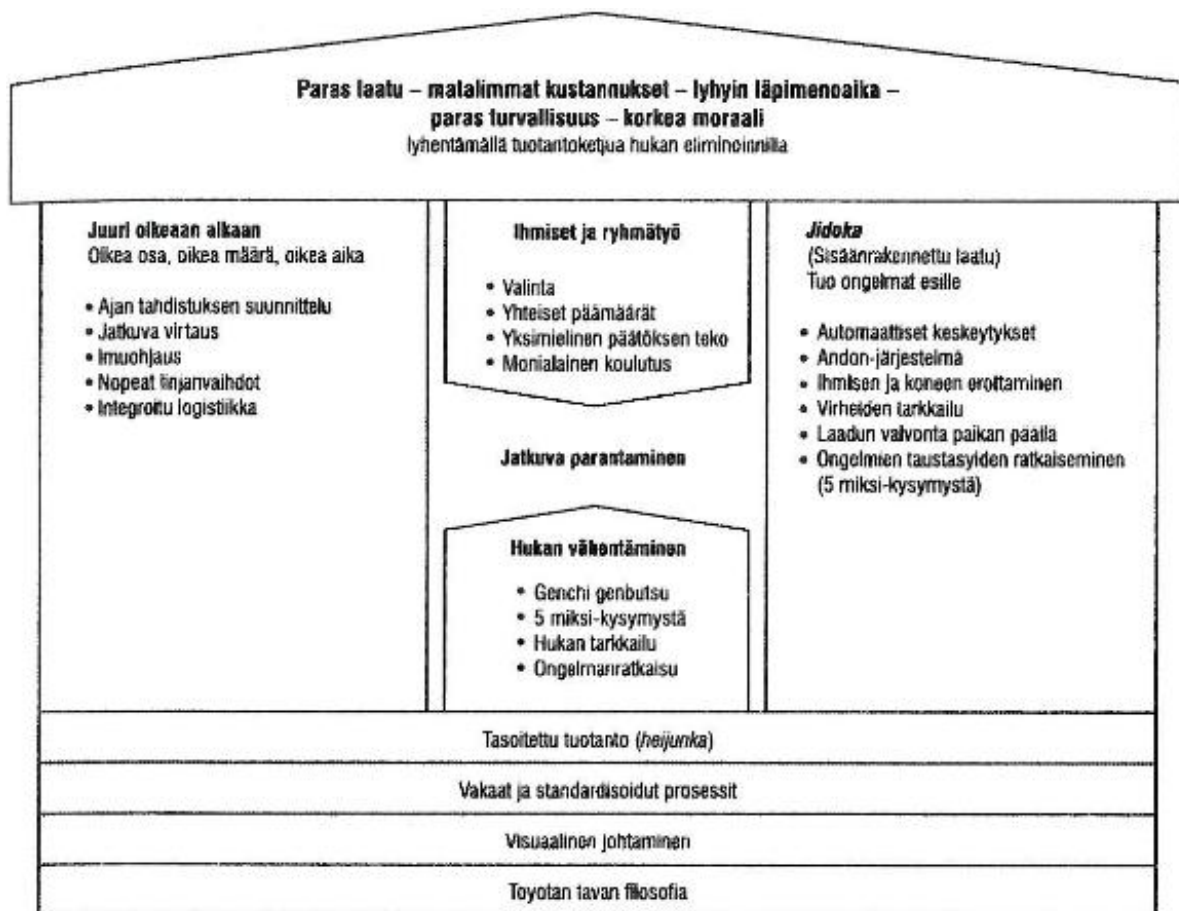 Paras laatu – matalimmat kustannukset – lyhyin läpimenoaika –
paras turvallisuus – korkea moraali
lyhentämällä tuotantoketjua hukan eliminoinnilla
Juuri oikeaan aikaan
Oikea osa, oikea määrä, oikea aika
• Ajan tahdistuksen suunnittelu
• Jatkuva virtaus
• Imuohjaus
• Nopeat linjanvaihdot
• Integroitu logistiikka
Ihmiset ja ryhmätyö
• Valinta
• Yhteiset päämäärät
• Yksimielinen päätöksen teko
• Monialainen koulutus
Jatkuva parantaminen
Hukan vähentäminen
• Genchi genbutsu
• 5 miksi-kysymystä
• Hukan tarkkailu
• Ongelmanratkaisu
Jidoka
(Sisäänrakennettu laatu)
Tuo ongelmat esille
• Automaattiset keskeytykset
• Andon-järjestelmä
• Ihmisen ja koneen erottaminen
• Virheiden tarkkailu
• Laadun valvonta paikan päällä
• Ongelmien taustasyiden ratkaiseminen
(5 miksi-kysymystä)
Tasoitettu tuotanto (heijunka)
Vakaat ja standardisoidut prosessit
Visuaalinen johtaminen
Toyotan tavan filosofia